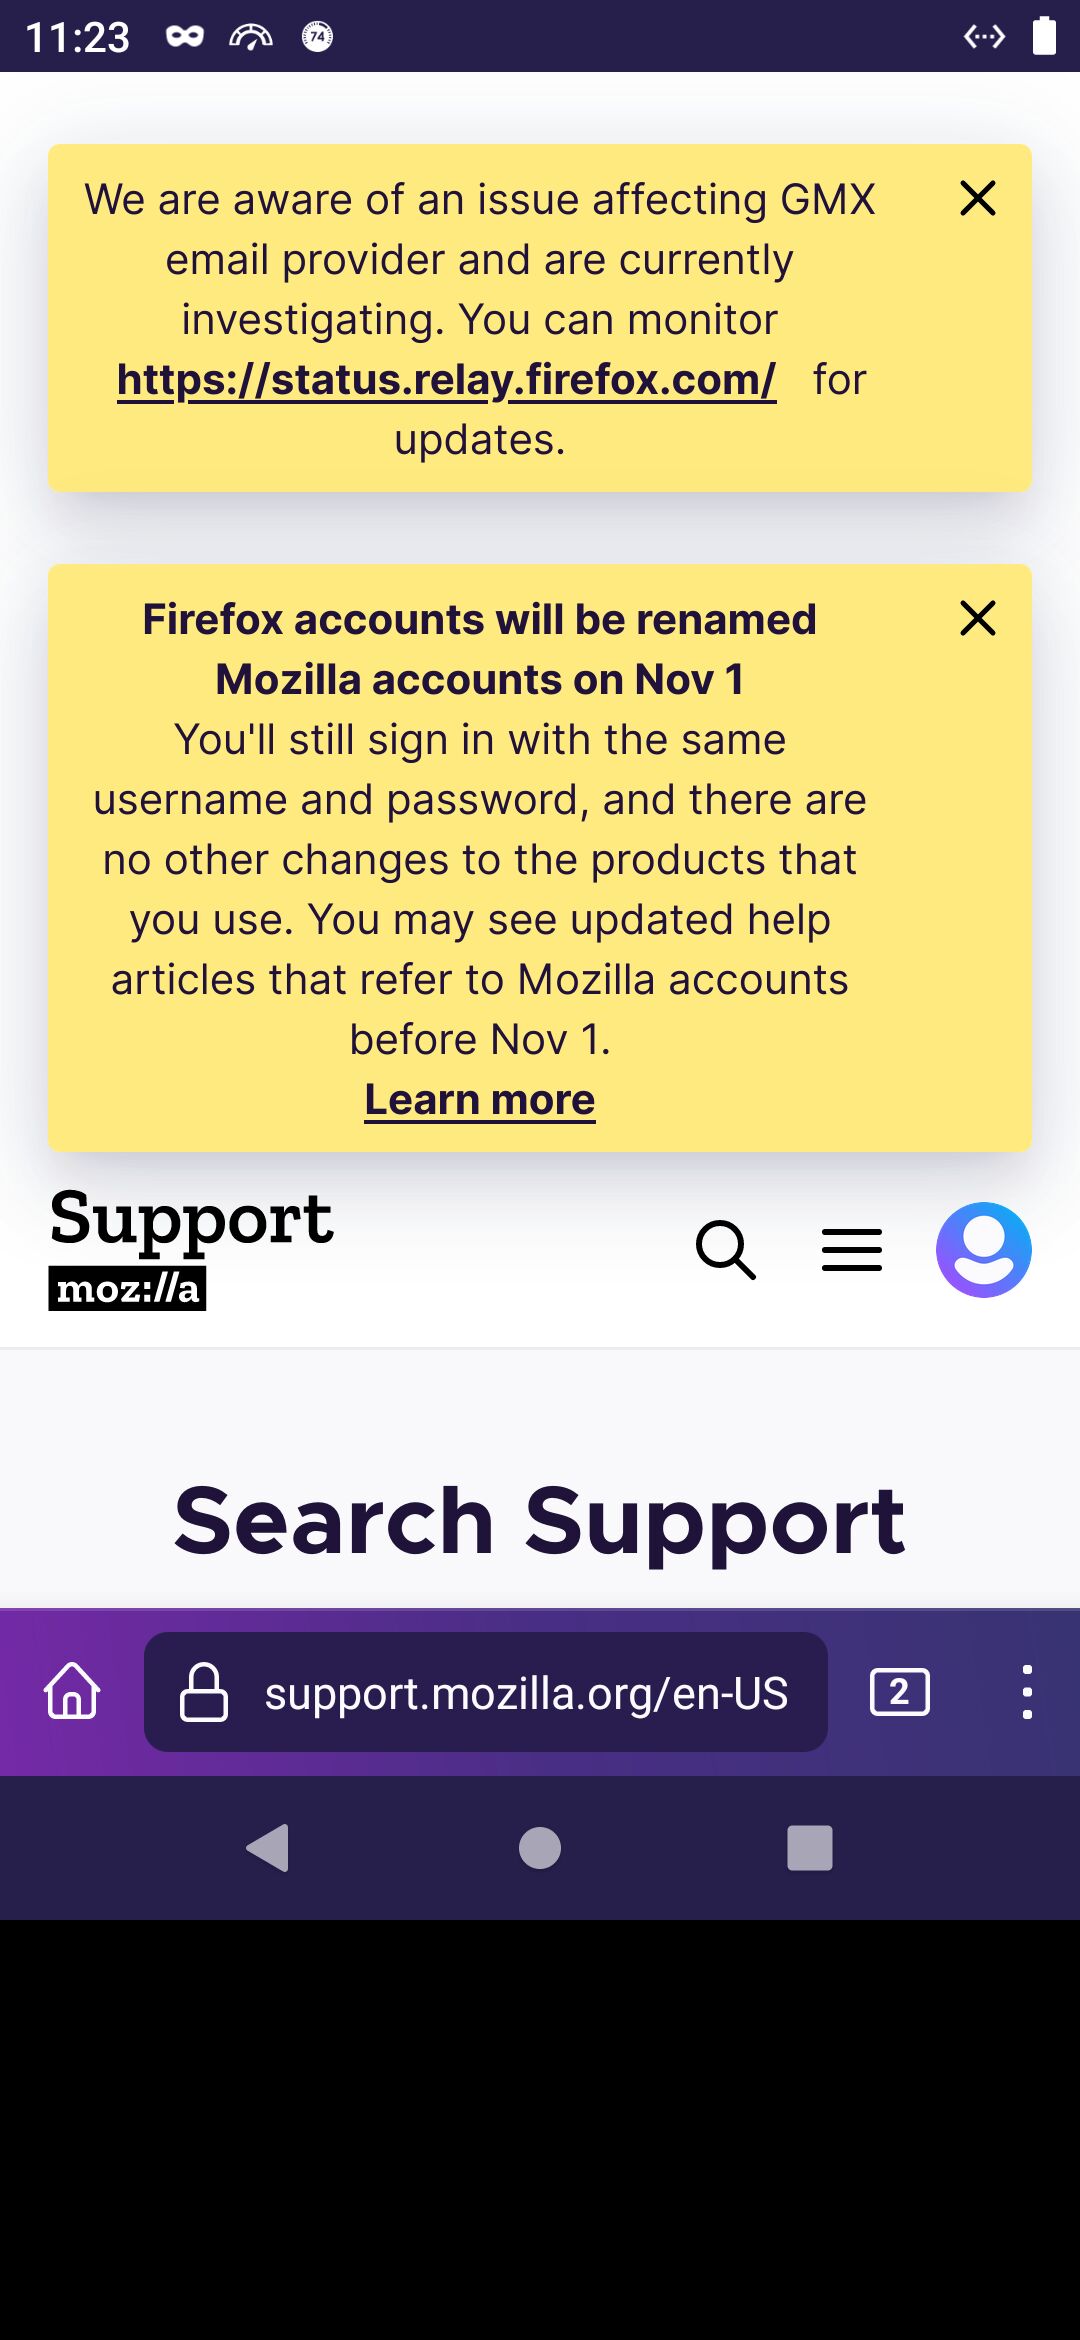 11:23
74
We are aware of an issue affecting GMX
email provider and are currently
investigating. You can monitor
https://status.relay.firefox.com/ for
updates.
Firefox accounts will be renamed
Mozilla accounts on Nov 1
You'll still sign in with the same
username and password, and there are
no other changes to the products that
you use. You may see updated help
articles that refer to Mozilla accounts
before Nov 1.
Learn more
Support
moz://a
Search Support
support.mozilla.org/en-US
2